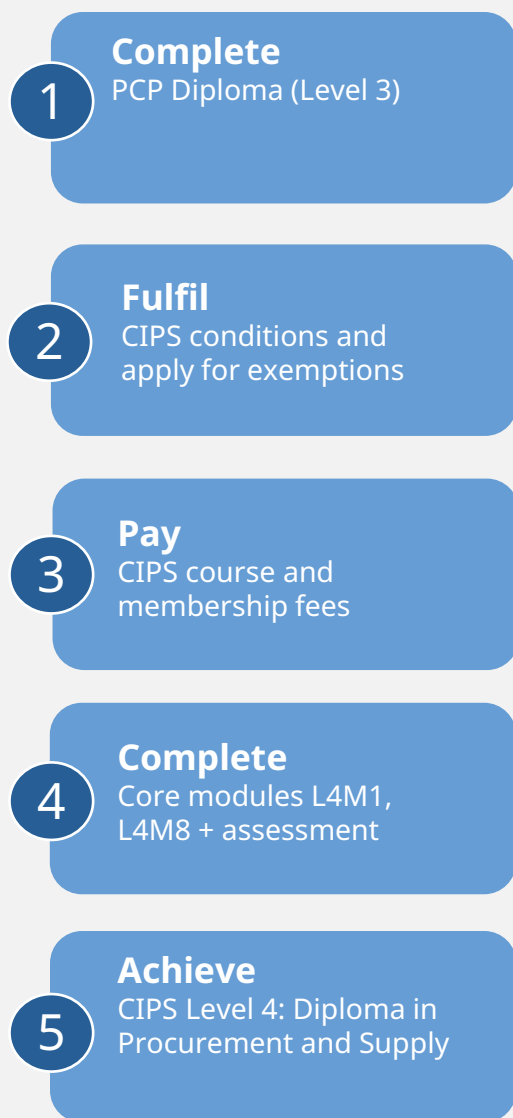 1
Complete
PCP Diploma (Level 3)
2
Fulfil
CIPS conditions and
apply for exemptions
3
Pay
CIPS course and
membership fees
4
Complete
Core modules L4M1,
L4M8 + assessment
5
Achieve
CIPS Level 4: Diploma in
Procurement and Supply